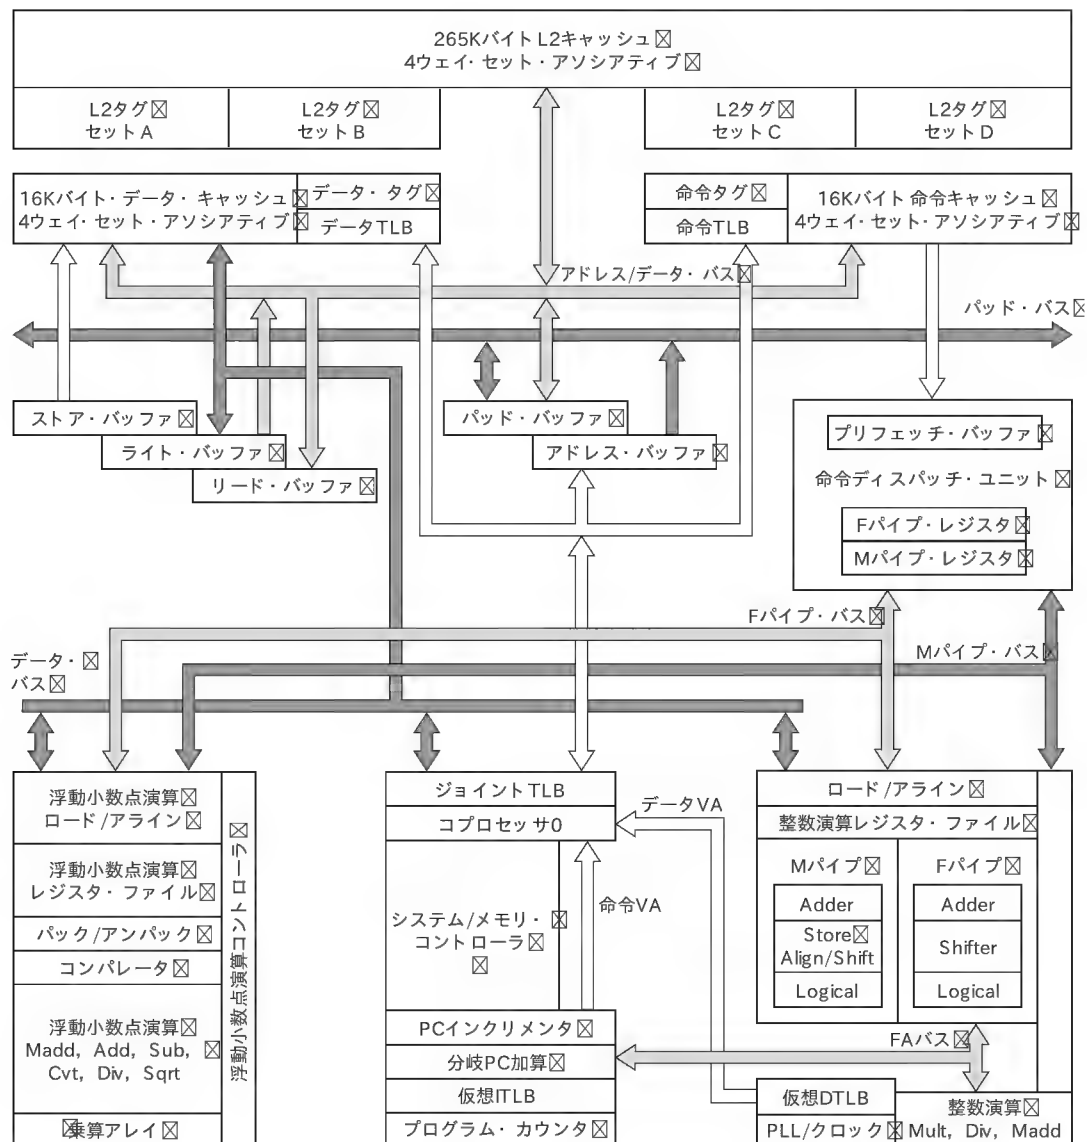 265Kバイト L2キャッシュ
4ウェイ・セット・アソシアティブ
L2タグ
セットA
L2タグ
セットB
L2タグ
セットC
L2タグ
セットD
16Kバイト・データ・キャッシュ
4ウェイ・セット・アソシアティブ
データ・タグ
データTLB
命令タグ
命令TLB
16Kバイト 命令キャッシュ
4ウェイ・セット・アソシアティブ
アドレス/データ・バス
パッド・バス
ストア・バッファ
ライト・バッファ
リード・バッファ
パッド・バッファ
アドレス・バッファ
プリフェッチ・バッファ
命令ディスパッチ・ユニット
Fパイプ・レジスタ
Mパイプ・レジスタ
Fパイプ・バス
Mパイプ・バス
データ・
バス
浮動小数点演算
ロード/アライン
浮動小数点演算
レジスタ・ファイル
パック/アンパック
コンパレータ
浮動小数点演算
Madd, Add, Sub,
Cvt, Div, Sqrt
乗算アレイ
浮動小数点演算コントローラ
ジョイントTLB
コプロセッサ0
システム/メモリ・
コントローラ
データVA
命令VA
PCインクリメンタ
分岐PC加算
仮想ITLB
プログラム・カウンタ
ロード/アライン
整数演算レジスタ・ファイル
Mパイプ
Adder
Store
Align/Shift
Logical
Fパイプ
Adder
Shifter
Logical
FAバス
仮想DTLB
PLL/クロック
整数演算
Mult, Div, Madd